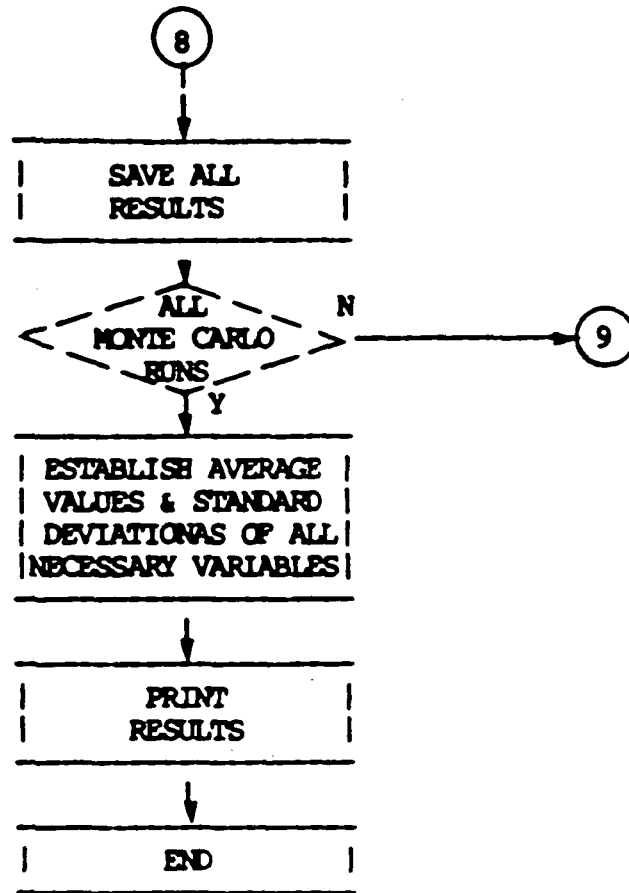 8
SAVE ALL
RESULTS
ALL
MONTE CARLO
RUNS
N
9
Y
ESTABLISH AVERAGE
VALUES & STANDARD
DEVIATIONAS OF ALL
NECESSARY VARIABLES
PRINT
RESULTS
END